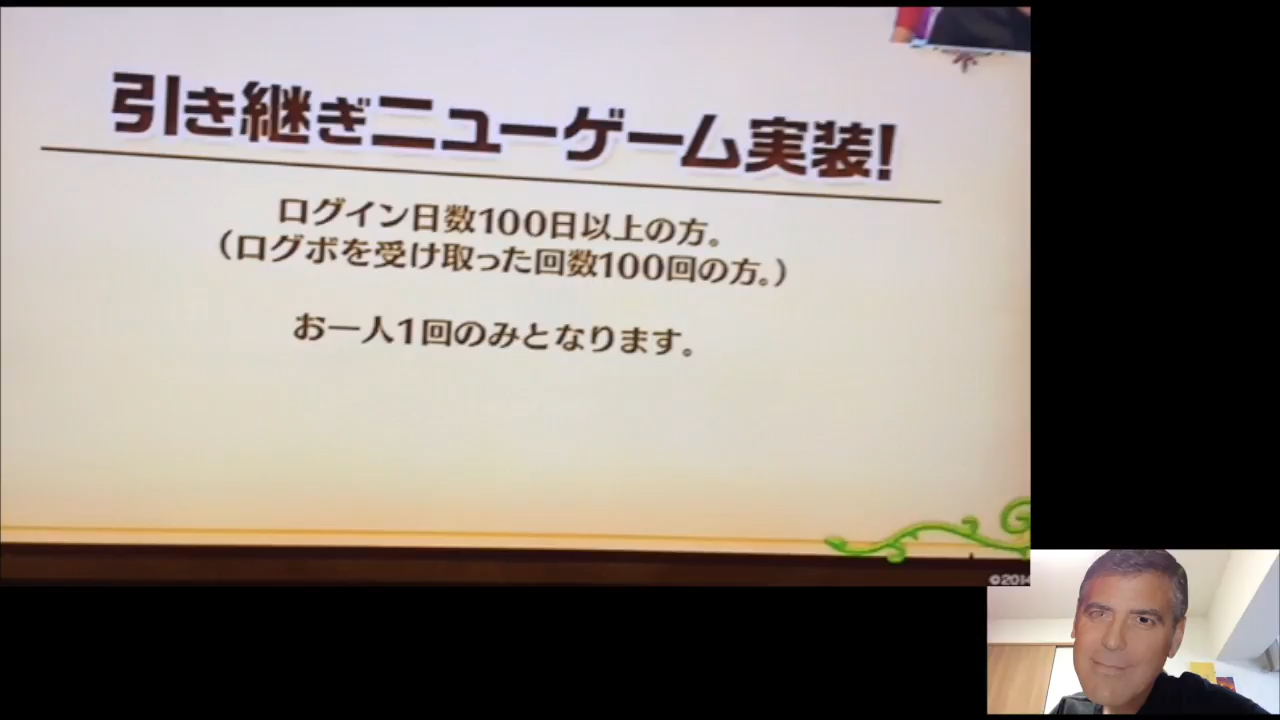 引き継ぎニューゲーム実装!
ログイン日数100日以上の方。
(ログボを受け取った回数100回の方。)
お一人1回のみとなります。
©2014